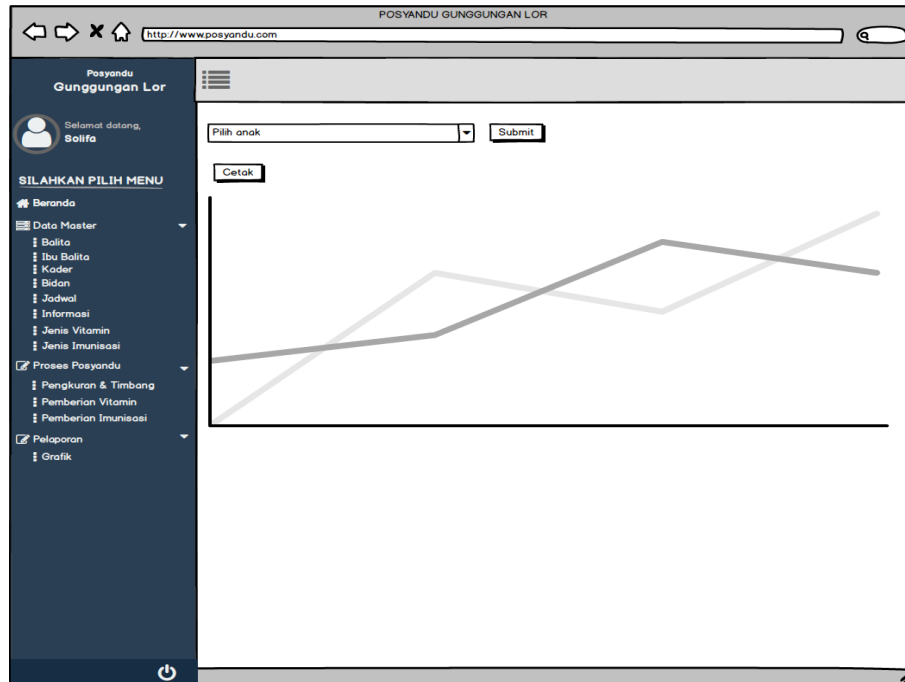 POSYANDU GUNGGUNGAN LOR
http://www.posyandu.com
Posyandu
Gunggungan Lor
Selamat datang,
Solifa
SILAHKAN PILIH MENU
Beranda
Data Master
Balita
Ibu Balita
Kader
Bidan
Jadwal
Informasi
Jenis Vitamin
Jenis Imunisasi
Proses Posyandu
Pengkuran & Timbang
Pemberian Vitamin
Pemberian Imunisasi
Pelaporan
Grafik
Pilih anak
Submit
Cetak